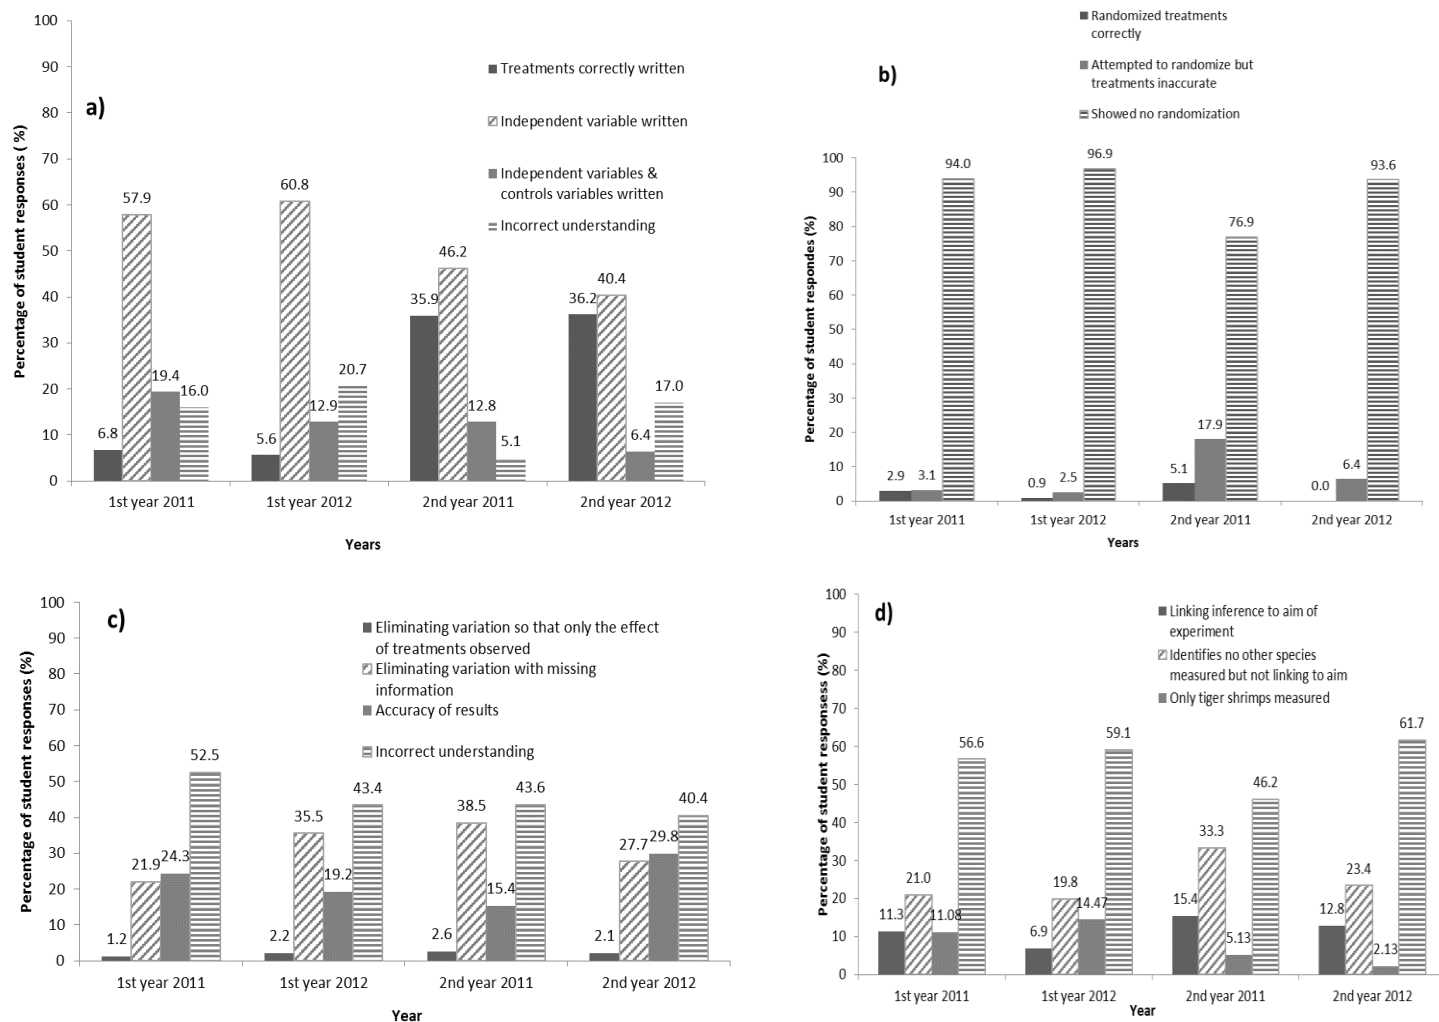 a)
Percentage of student responses ( %)
100
90
80
70
60
50
40
30
20
10
0
Treatments correctly written
Independent variable written
Independent variables &
controls variables written
Incorrect understanding
6.8
57.9
19.4
16.0
5.6
60.8
12.9
20.7
35.9
46.2
12.8
5.1
36.2
40.4
6.4
17.0
1st year 2011
1st year 2012
2nd year 2011
2nd year 2012
Years
b)
Percentage of student respondes (%)
100
90
80
70
60
50
40
30
20
10
0
Randomized treatments
correctly
Attempted to randomize but
treatments inaccurate
Showed no randomization
2.9
3.1
94.0
0.9
2.5
96.9
5.1
17.9
76.9
0.0
6.4
93.6
1st year 2011
1st year 2012
2nd year 2011
2nd year 2012
Years
c)
Percentage of student responses (%)
100
90
80
70
60
50
40
30
20
10
0
Eliminating variation so that only the effect
of treatments observed
Eliminating variation with missing
information
Accuracy of results
Incorrect understanding
1.2
21.9
24.3
52.5
2.2
35.5
19.2
43.4
2.6
38.5
15.4
43.6
2.1
27.7
29.8
40.4
1st year 2011
1st year 2012
2nd year 2011
2nd year 2012
Year
d)
Percentage of student responsess (%)
100
90
80
70
60
50
40
30
20
10
0
Linking inference to aim of
experiment
Identifies no other species
measured but not linking to aim
Only tiger shrimps measured
11.3
21.0
11.08
56.6
6.9
19.8
14.47
59.1
15.4
33.3
5.13
46.2
12.8
23.4
2.13
61.7
1st year 2011
1st year 2012
2nd year 2011
2nd year 2012
Year